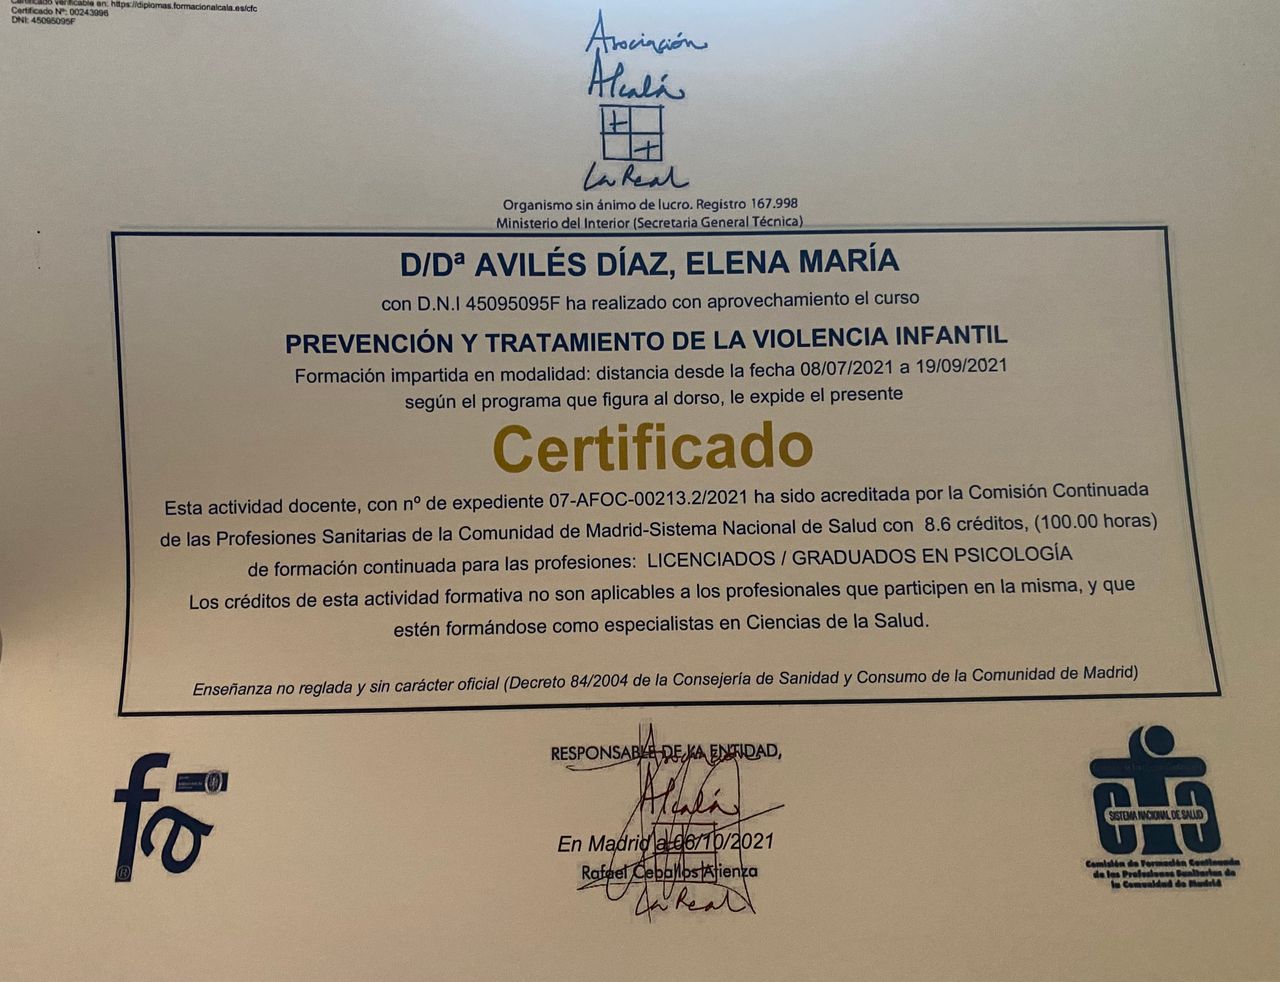 Certificado verificable en: https://diplomas.formacionalcala.es/cfc
Certificado Nº: 00243996
DNI: 45095095F
Asociación
Alcalá
La Real
Organismo sin ánimo de lucro. Registro 167.998
Ministerio del Interior (Secretaria General Técnica)
D/Dª AVILÉS DÍAZ, ELENA MARÍA
con D.N.I 45095095F ha realizado con aprovechamiento el curso
PREVENCIÓN Y TRATAMIENTO DE LA VIOLENCIA INFANTIL
Formación impartida en modalidad: distancia desde la fecha 08/07/2021 a 19/09/2021
según el programa que figura al dorso, le expide el presente
Certificado
Esta actividad docente, con nº de expediente 07-AFOC-00213.2/2021 ha sido acreditada por la Comisión Continuada
de las Profesiones Sanitarias de la Comunidad de Madrid-Sistema Nacional de Salud con 8.6 créditos, (100.00 horas)
de formación continuada para las profesiones: LICENCIADOS / GRADUADOS EN PSICOLOGÍA
Los créditos de esta actividad formativa no son aplicables a los profesionales que participen en la misma, y que
estén formándose como especialistas en Ciencias de la Salud.
Enseñanza no reglada y sin carácter oficial (Decreto 84/2004 de la Consejería de Sanidad y Consumo de la Comunidad de Madrid)
fa
®
RESPONSABLE DE LA ENTIDAD,
Asociación
Alcalá
En Madrid a 06/10/2021
Rafael Ceballos Atienza
La Real
SISTEMA NACIONAL DE SALUD
Comisión de Formación Continuada
de las Profesiones Sanitarias de
la Comunidad de Madrid